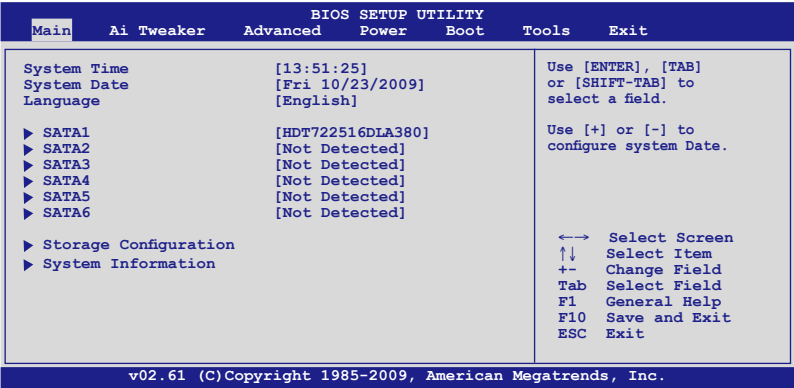 BIOS SETUP UTILITY
Main Ai Tweaker Advanced Power Boot Tools Exit
System Time [13:51:25]
System Date [Fri 10/23/2009]
Language [English]
SATA1 [HDT722516DLA380]
SATA2 [Not Detected]
SATA3 [Not Detected]
SATA4 [Not Detected]
SATA5 [Not Detected]
SATA6 [Not Detected]
Storage Configuration
System Information
Use [ENTER], [TAB]
or [SHIFT-TAB] to
select a field.
Use [+] or [-] to
configure system Date.
←→ Select Screen
↑↓ Select Item
+- Change Field
Tab Select Field
F1 General Help
F10 Save and Exit
ESC Exit
v02.61 (C)Copyright 1985-2009, American Megatrends, Inc.